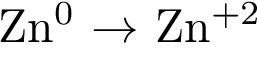 Zn⁰ → Zn⁺²